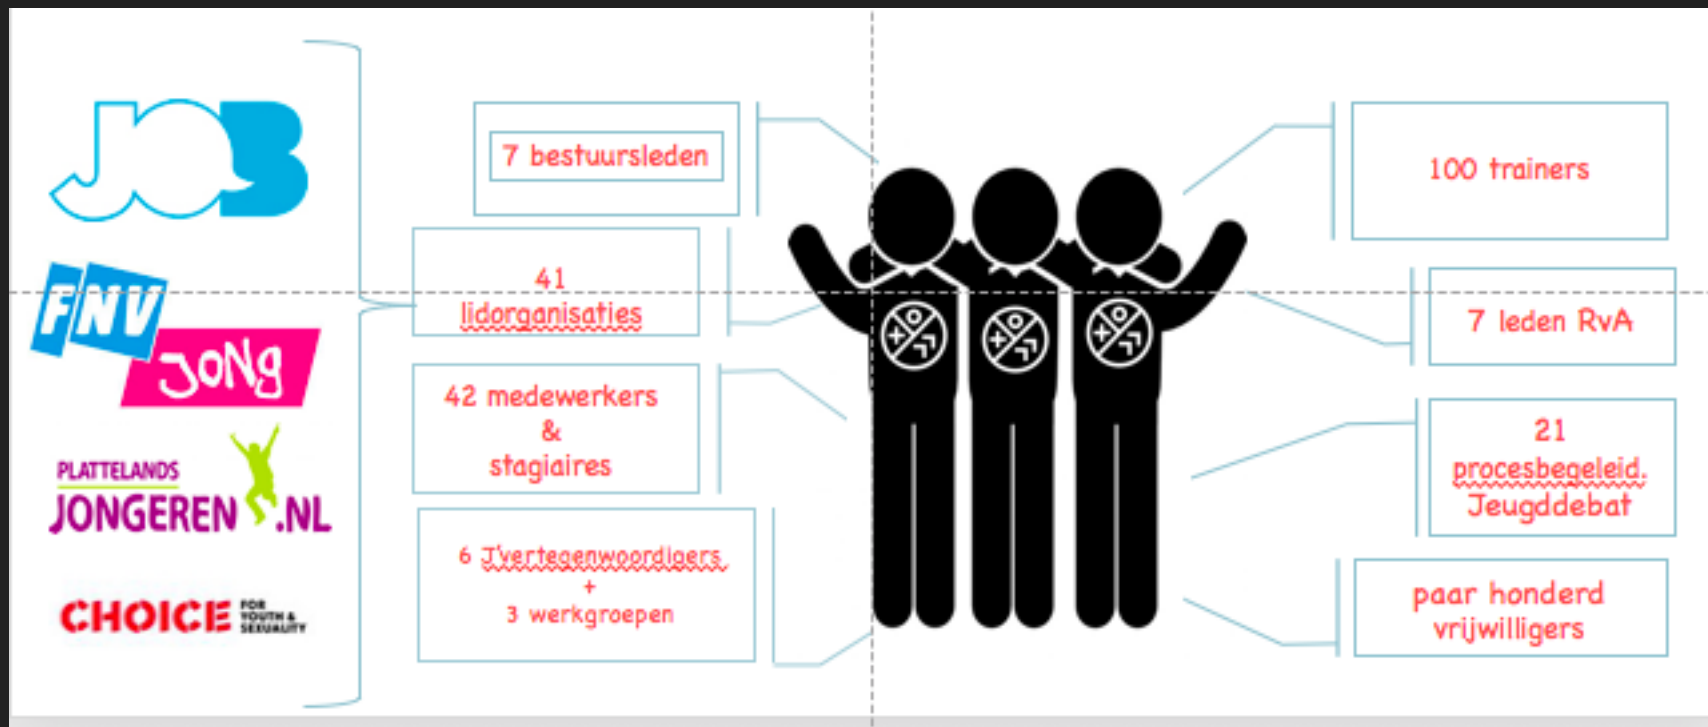 JOB
FNV
JONG
PLATTELANDS
JONGEREN.NL
CHOICE FOR YOUTH & SEXUALITY
7 bestuursleden
41
lidorganisaties
42 medewerkers
&
stagiaires
6 J'vertegenwoordigers
+
3 werkgroepen
100 trainers
7 leden RvA
21
procesbegeleid.
Jeugddebat
paar honderd
vrijwilligers